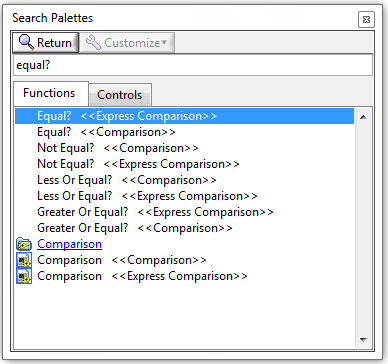 Search Palettes
Return Customize
equal?
Functions Controls
Equal? <<Express Comparison>>
Equal? <<Comparison>>
Not Equal? <<Comparison>>
Not Equal? <<Express Comparison>>
Less Or Equal? <<Comparison>>
Less Or Equal? <<Express Comparison>>
Greater Or Equal? <<Express Comparison>>
Greater Or Equal? <<Comparison>>
Comparison
Comparison <<Comparison>>
Comparison <<Express Comparison>>